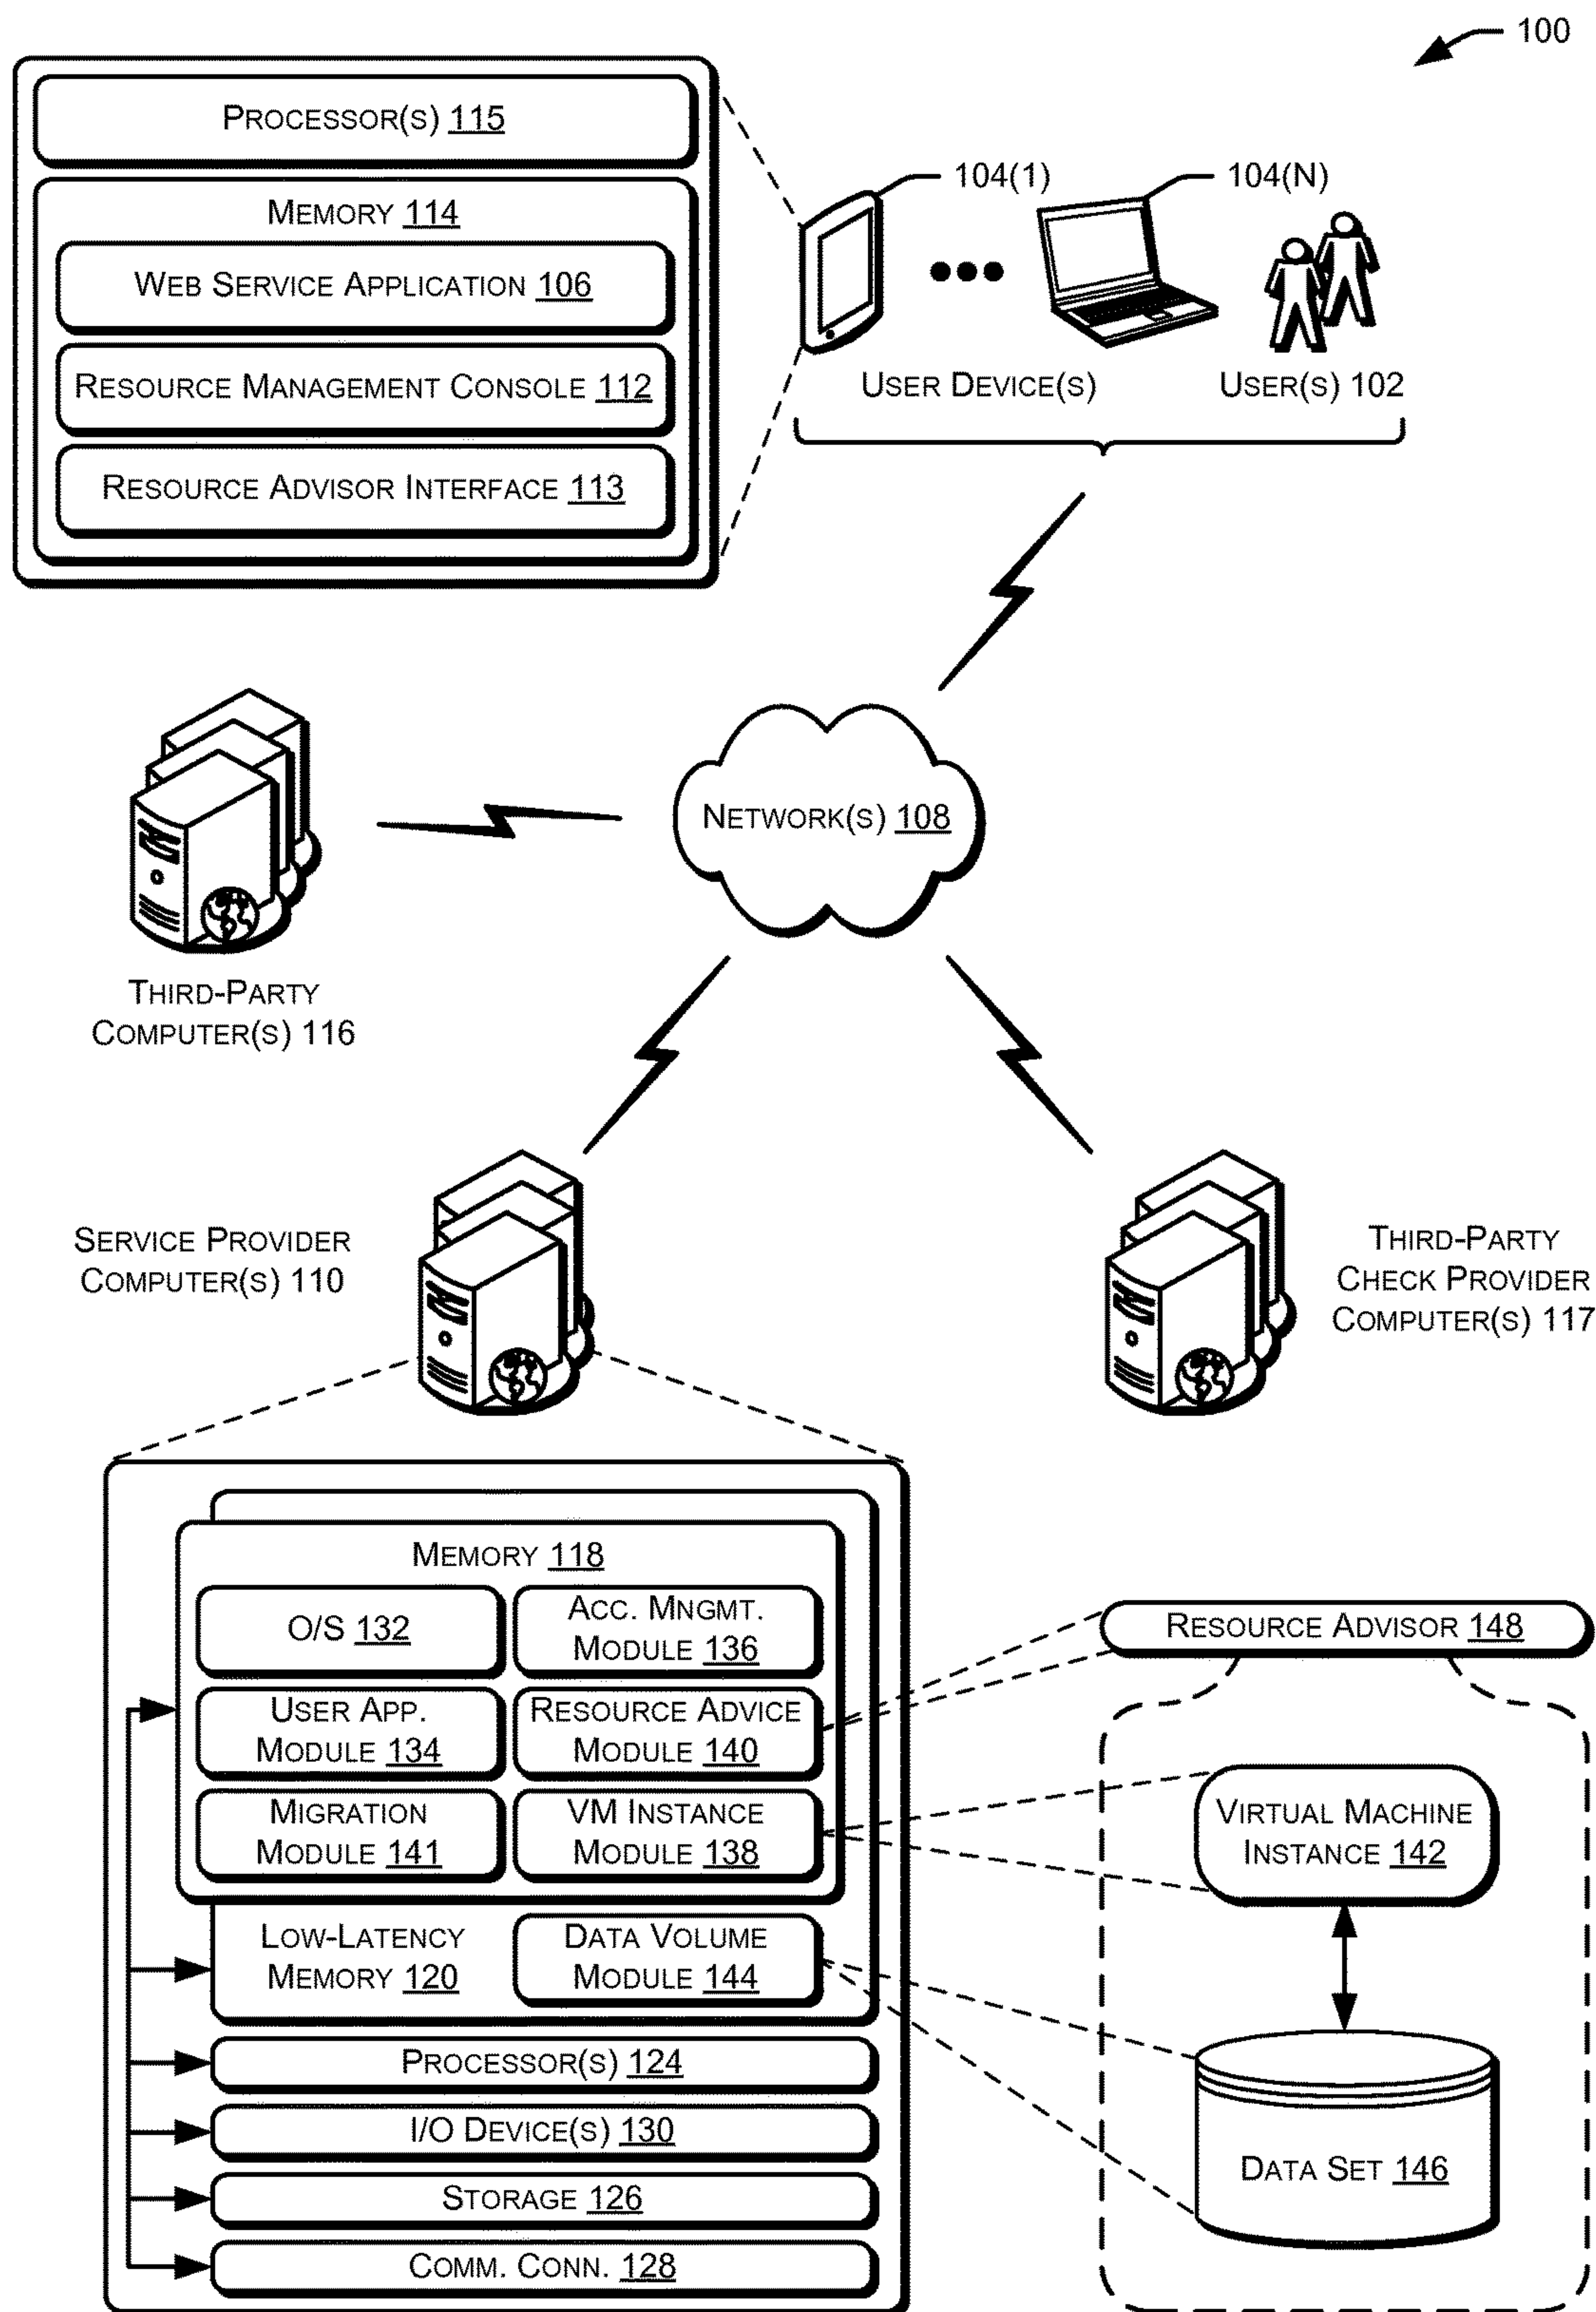 100
PROCESSOR(S) 115
MEMORY 114
WEB SERVICE APPLICATION 106
RESOURCE MANAGEMENT CONSOLE 112
RESOURCE ADVISOR INTERFACE 113
104(1)
104(N)
USER DEVICE(S)
USER(S) 102
NETWORK(S) 108
THIRD-PARTY
COMPUTER(S) 116
SERVICE PROVIDER
COMPUTER(S) 110
THIRD-PARTY
CHECK PROVIDER
COMPUTER(S) 117
MEMORY 118
O/S 132
ACC. MNGMT.
MODULE 136
USER APP.
MODULE 134
RESOURCE ADVICE
MODULE 140
MIGRATION
MODULE 141
VM INSTANCE
MODULE 138
LOW-LATENCY
MEMORY 120
DATA VOLUME
MODULE 144
PROCESSOR(S) 124
I/O DEVICE(S) 130
STORAGE 126
COMM. CONN. 128
RESOURCE ADVISOR 148
VIRTUAL MACHINE
INSTANCE 142
DATA SET 146